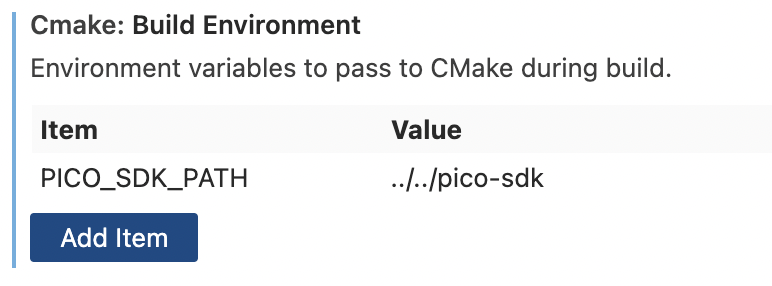 Cmake: Build Environment
Environment variables to pass to CMake during build.
Item Value
PICO_SDK_PATH ../../pico-sdk
Add Item